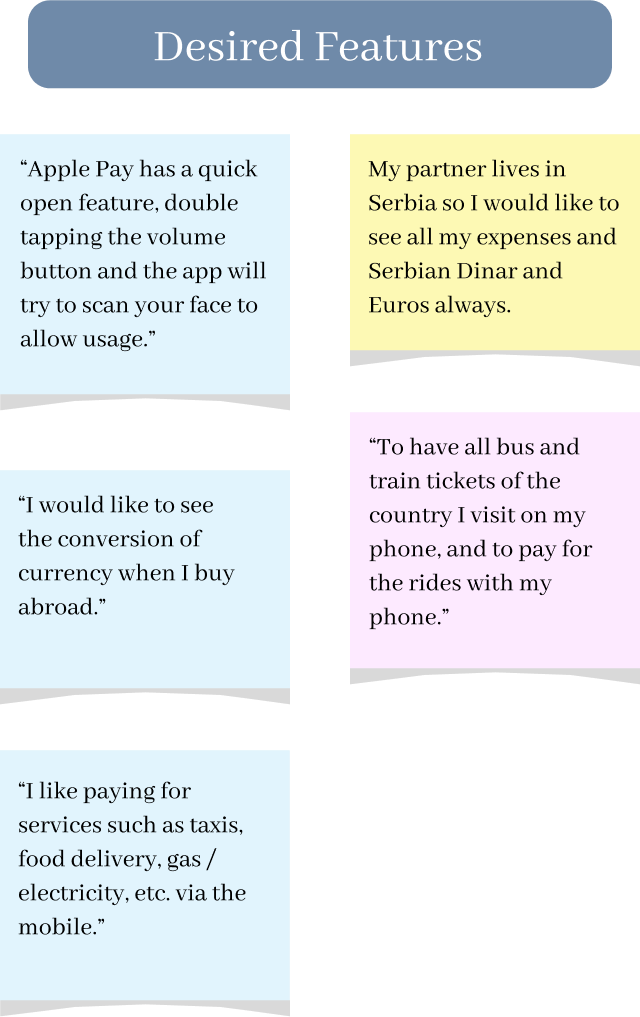 Desired Features
“Apple Pay has a quick
open feature, double
tapping the volume
button and the app will
try to scan your face to
allow usage.”
“I would like to see
the conversion of
currency when I buy
abroad.”
“I like paying for
services such as taxis,
food delivery, gas /
electricity, etc. via the
mobile.”
My partner lives in
Serbia so I would like to
see all my expenses and
Serbian Dinar and
Euros always.
“To have all bus and
train tickets of the
country I visit on my
phone, and to pay for
the rides with my
phone.”